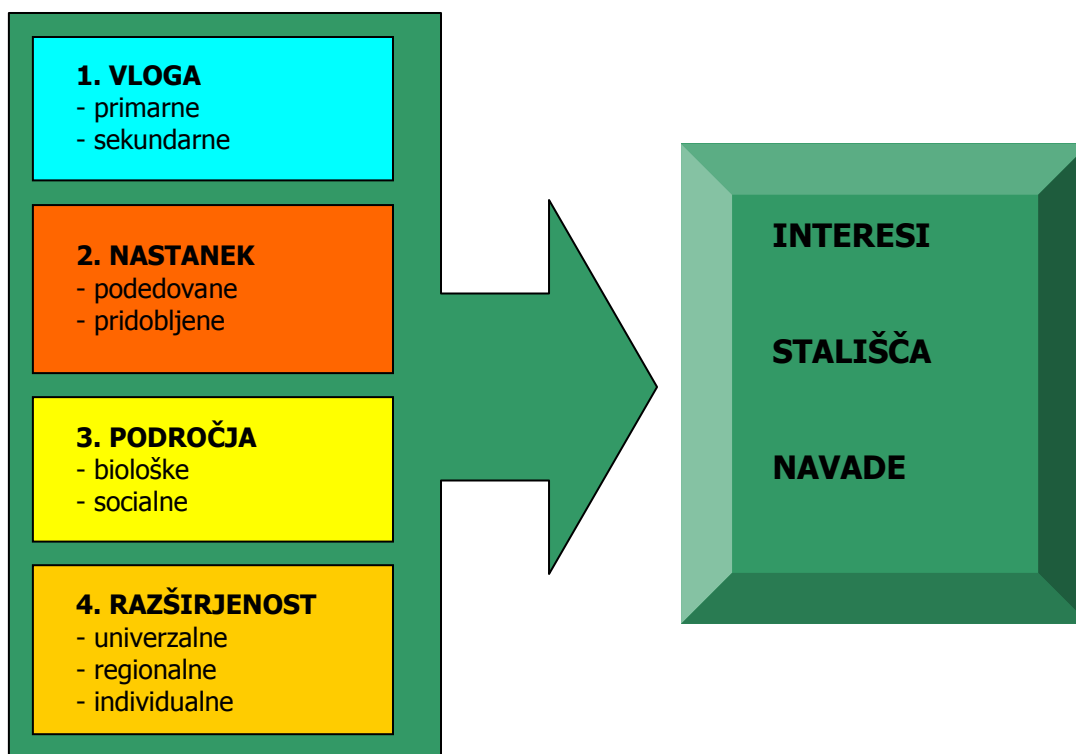 1. VLOGA
- primarne
- sekundarne
2. NASTANEK
- podedovane
- pridobljene
3. PODROČJA
- biološke
- socialne
4. RAZŠIRJENOST
- univerzalne
- regionalne
- individualne
INTERESI
STALIŠČA
NAVADE